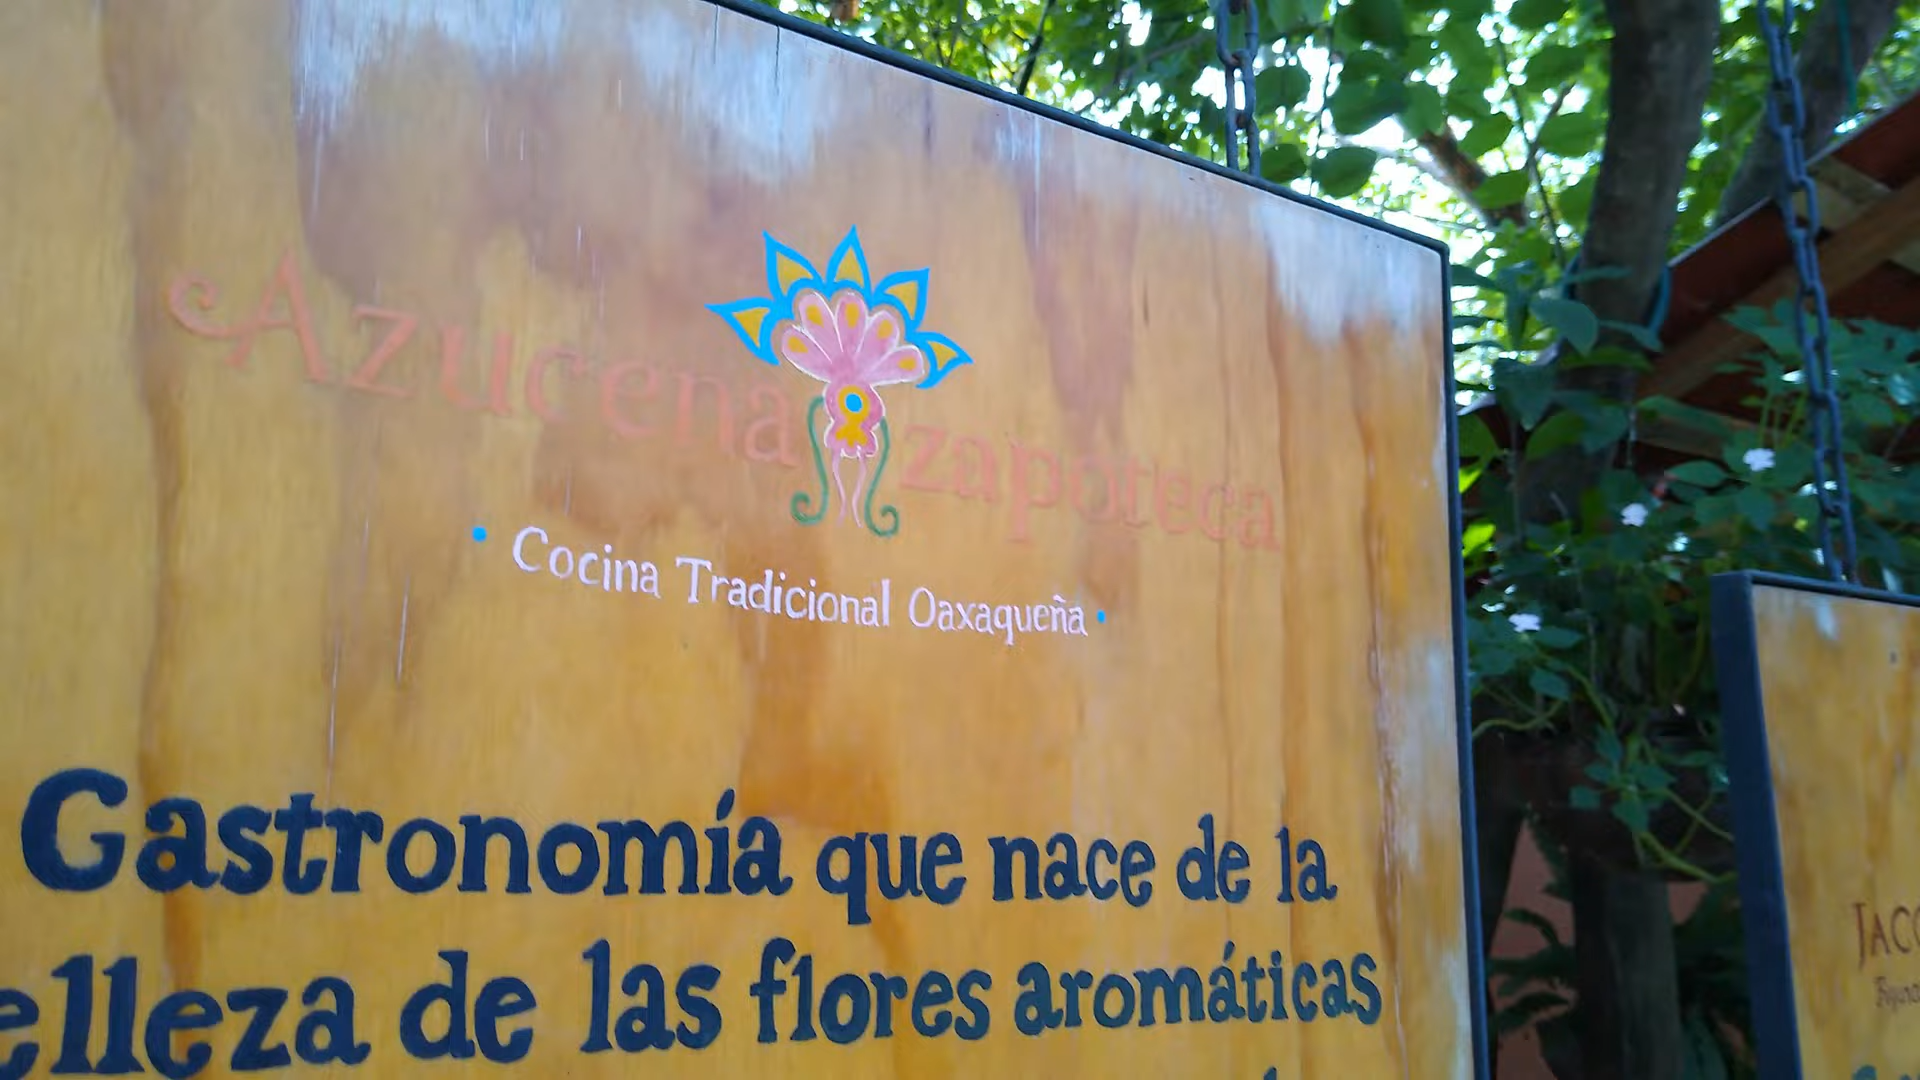 Azucena zapoteca
Cocina Tradicional Oaxaqueña
Gastronomía que nace de la
elleza de las flores aromáticas